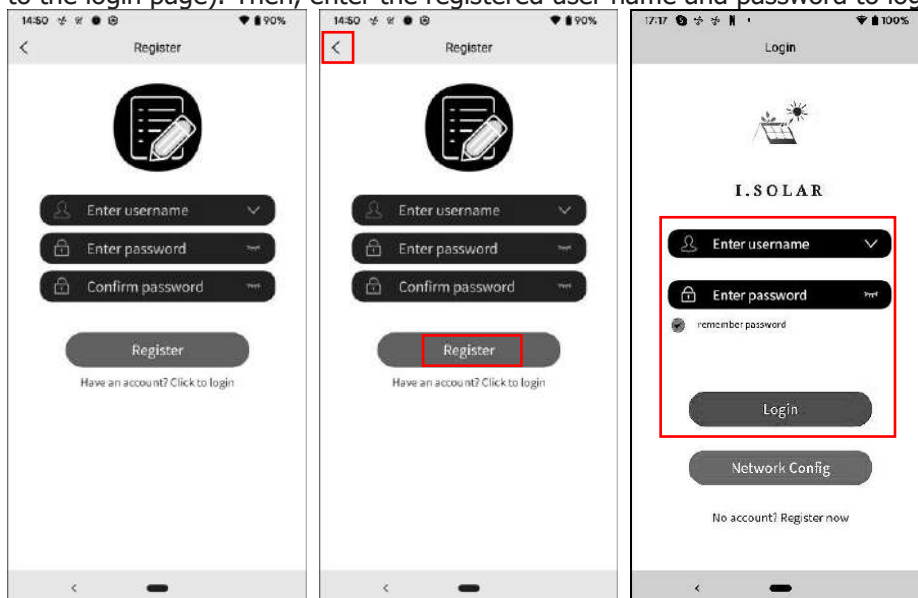 to the login page). Then, enter the registered user name and password to log
14:50 90%
Register
Enter username
Enter password
Confirm password
Register
Have an account? Click to login
14:50 90%
Register
Enter username
Enter password
Confirm password
Register
Have an account? Click to login
17:17 100%
Login
I.SOLAR
Enter username
Enter password
remember password
Login
Network Config
No account? Register now